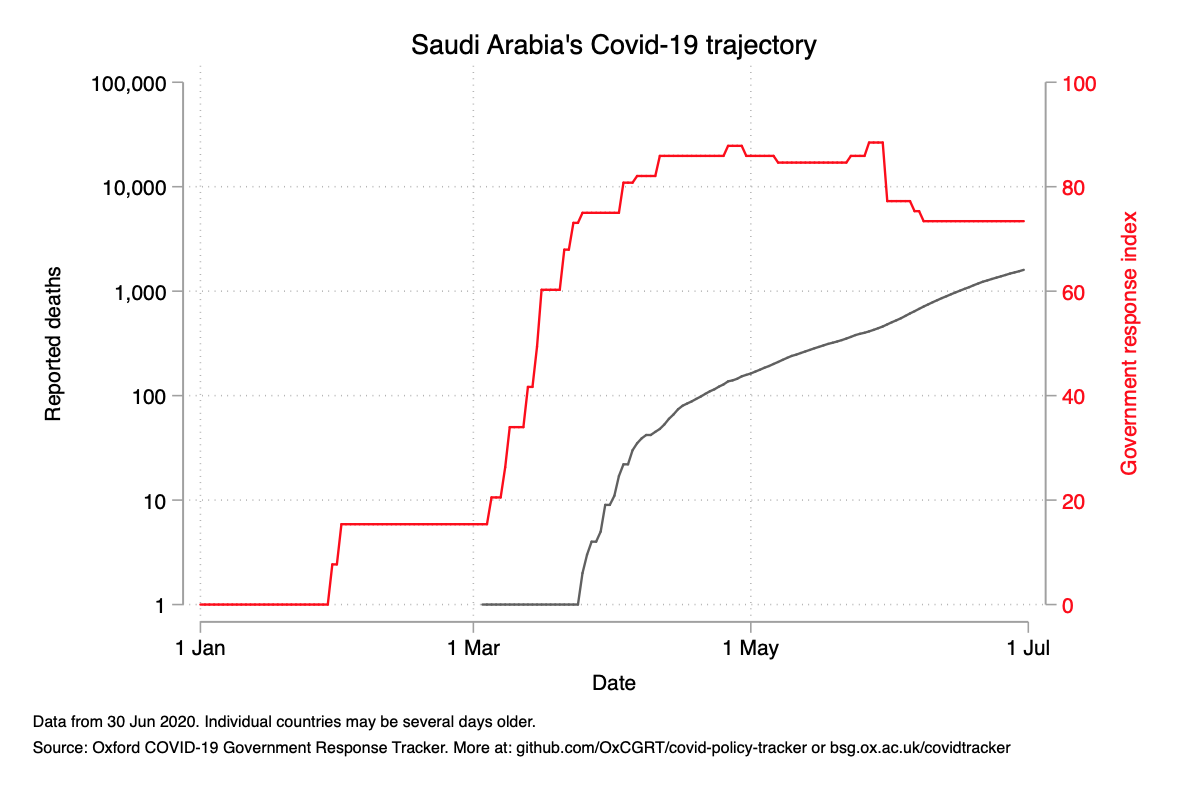 Saudi Arabia's Covid-19 trajectory
100,000
10,000
1,000
100
10
1
Reported deaths
100
80
60
40
20
0
Government response index
1 Jan
1 Mar
1 May
1 Jul
Date
Data from 30 Jun 2020. Individual countries may be several days older.
Source: Oxford COVID-19 Government Response Tracker. More at: github.com/OxCGRT/covid-policy-tracker or bsg.ox.ac.uk/covidtracker